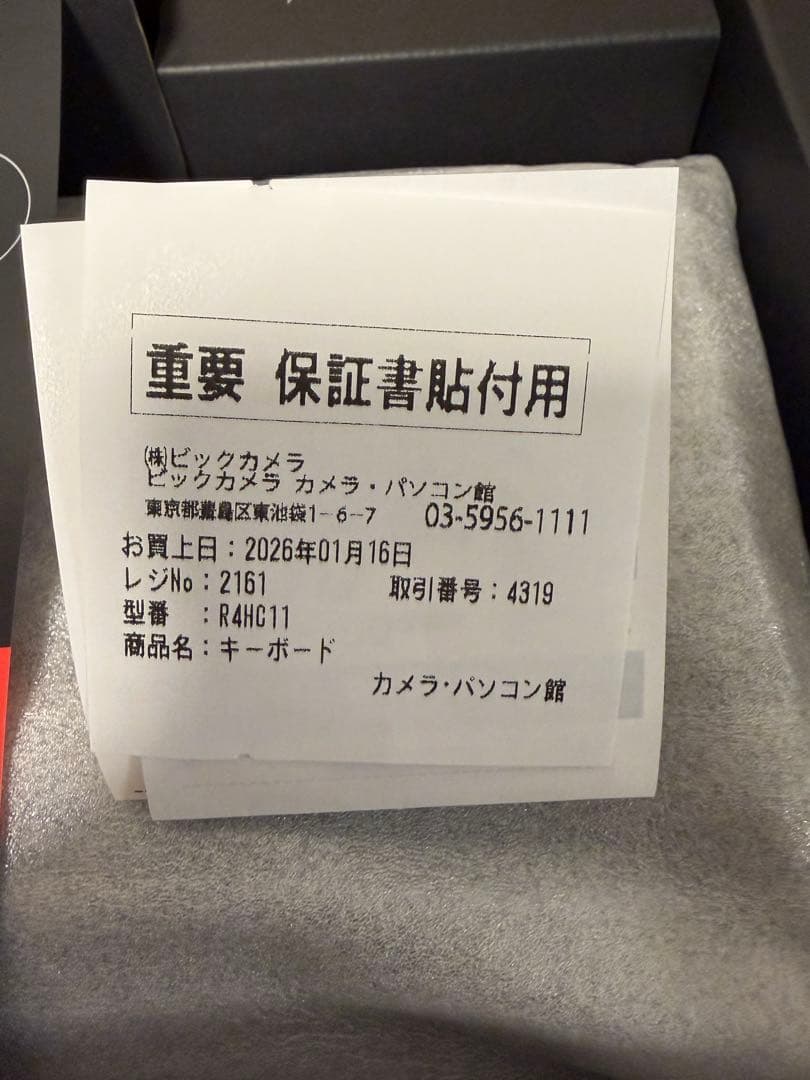 重要 保証書貼付用
㈱ビックカメラ
ビックカメラ カメラ・パソコン館
東京都豊島区東池袋1-6-7 03-5956-1111
お買上日：2026年01月16日
レジNo：2161 取引番号：4319
型番 ：R4HC11
商品名：キーボード
カメラ・パソコン館